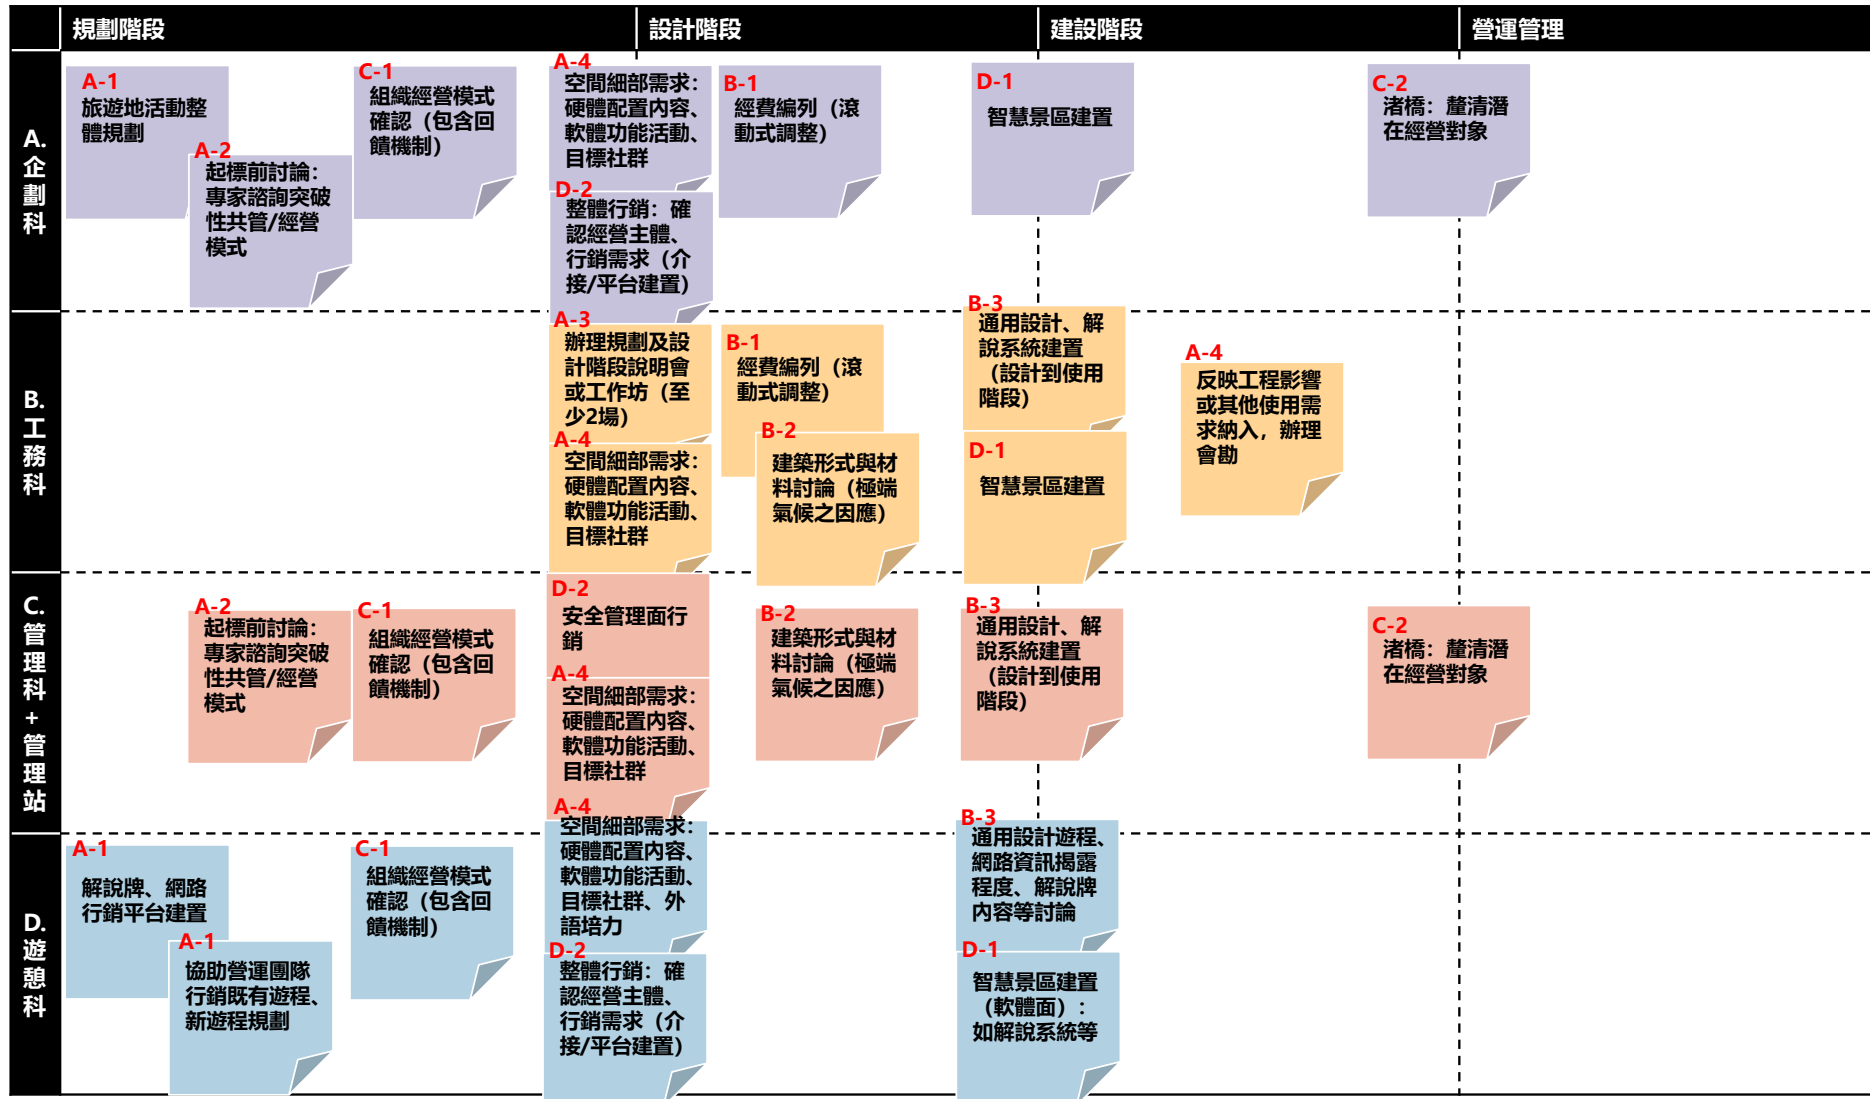 規劃階段
設計階段
建設階段
營運管理
A.
企
劃
科
A-1
旅遊地活動整
體規劃
A-2
起標前討論：
專家諮詢突破
性共管/經營
模式
C-1
組織經營模式
確認（包含回
饋機制）
A-4
空間細部需求：
硬體配置內容、
軟體功能活動、
目標社群
D-2
整體行銷：確
認經營主體、
行銷需求（介
接/平台建置）
B-1
經費編列（滾
動式調整）
D-1
智慧景區建置
C-2
渚橋：釐清潛
在經營對象
B.
工
務
科
A-3
辦理規劃及設
計階段說明會
或工作坊（至
少2場）
A-4
空間細部需求：
硬體配置內容、
軟體功能活動、
目標社群
B-1
經費編列（滾
動式調整）
B-2
建築形式與材
料討論（極端
氣候之因應）
B-3
通用設計、解
說系統建置
（設計到使用
階段）
D-1
智慧景區建置
A-4
反映工程影響
或其他使用需
求納入，辦理
會勘
C.
管
理
科
+
管
理
站
A-2
起標前討論：
專家諮詢突破
性共管/經營
模式
C-1
組織經營模式
確認（包含回
饋機制）
D-2
安全管理面行
銷
A-4
空間細部需求：
硬體配置內容、
軟體功能活動、
目標社群
B-2
建築形式與材
料討論（極端
氣候之因應）
B-3
通用設計、解
說系統建置
（設計到使用
階段）
C-2
渚橋：釐清潛
在經營對象
D.
遊
憩
科
A-1
解說牌、網路
行銷平台建置
A-1
協助營運團隊
行銷既有遊程、
新遊程規劃
C-1
組織經營模式
確認（包含回
饋機制）
A-4
空間細部需求：
硬體配置內容、
軟體功能活動、
目標社群、外
語培力
D-2
整體行銷：確
認經營主體、
行銷需求（介
接/平台建置）
B-3
通用設計遊程、
網路資訊揭露
程度、解說牌
內容等討論
D-1
智慧景區建置
（軟體面）：
如解說系統等